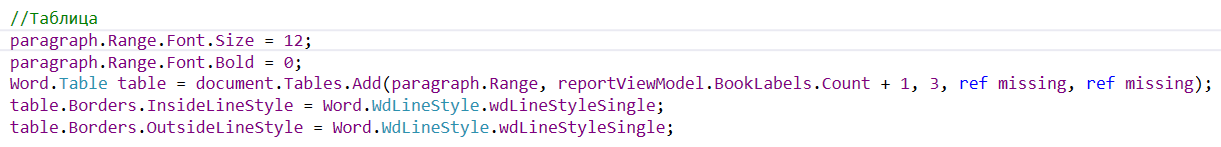 //Таблица
paragraph.Range.Font.Size = 12;
paragraph.Range.Font.Bold = 0;
Word.Table table = document.Tables.Add(paragraph.Range, reportViewModel.BookLabels.Count + 1, 3, ref missing, ref missing);
table.Borders.InsideLineStyle = Word.WdLineStyle.wdLineStyleSingle;
table.Borders.OutsideLineStyle = Word.WdLineStyle.wdLineStyleSingle;